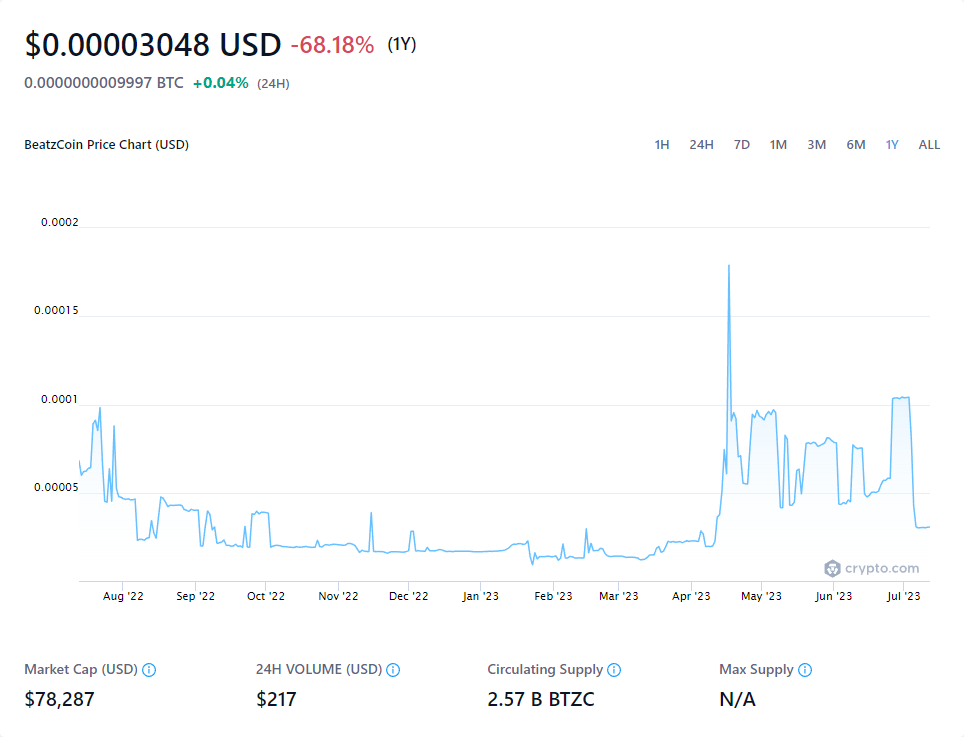 $0.00003048 USD -68.18% (1Y)
0.0000000009997 BTC +0.04% (24H)
BeatzCoin Price Chart (USD) 1H 24H 7D 1M 3M 6M 1Y ALL
0.0002
0.00015
0.0001
0.00005
crypto.com
Aug '22 Sep '22 Oct '22 Nov '22 Dec '22 Jan '23 Feb '23 Mar '23 Apr '23 May '23 Jun '23 Jul '23
Market Cap (USD) 24H VOLUME (USD) Circulating Supply Max Supply
$78,287 $217 2.57 B BTZC N/A